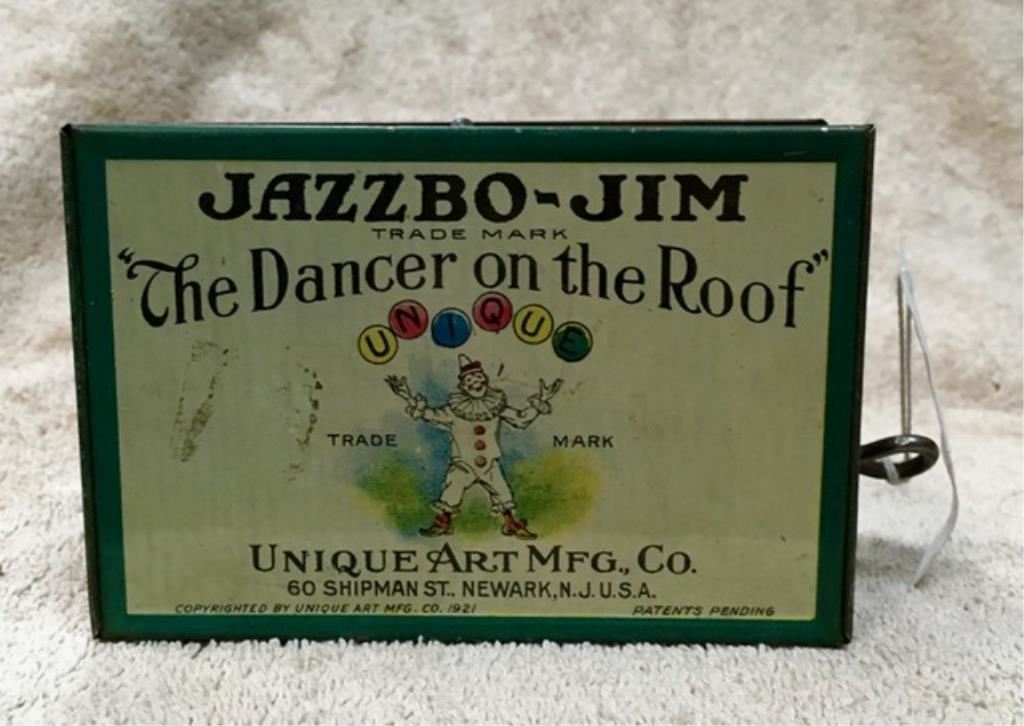 JAZZBO-JIM
TRADE MARK
"The Dancer on the Roof"
UNIQUE
TRADE MARK
UNIQUE ART MFG., CO.
60 SHIPMAN ST.. NEWARK, N.J. U.S.A.
COPYRIGHTED BY UNIQUE ART MFG. CO. 1921 PATENTS PENDING